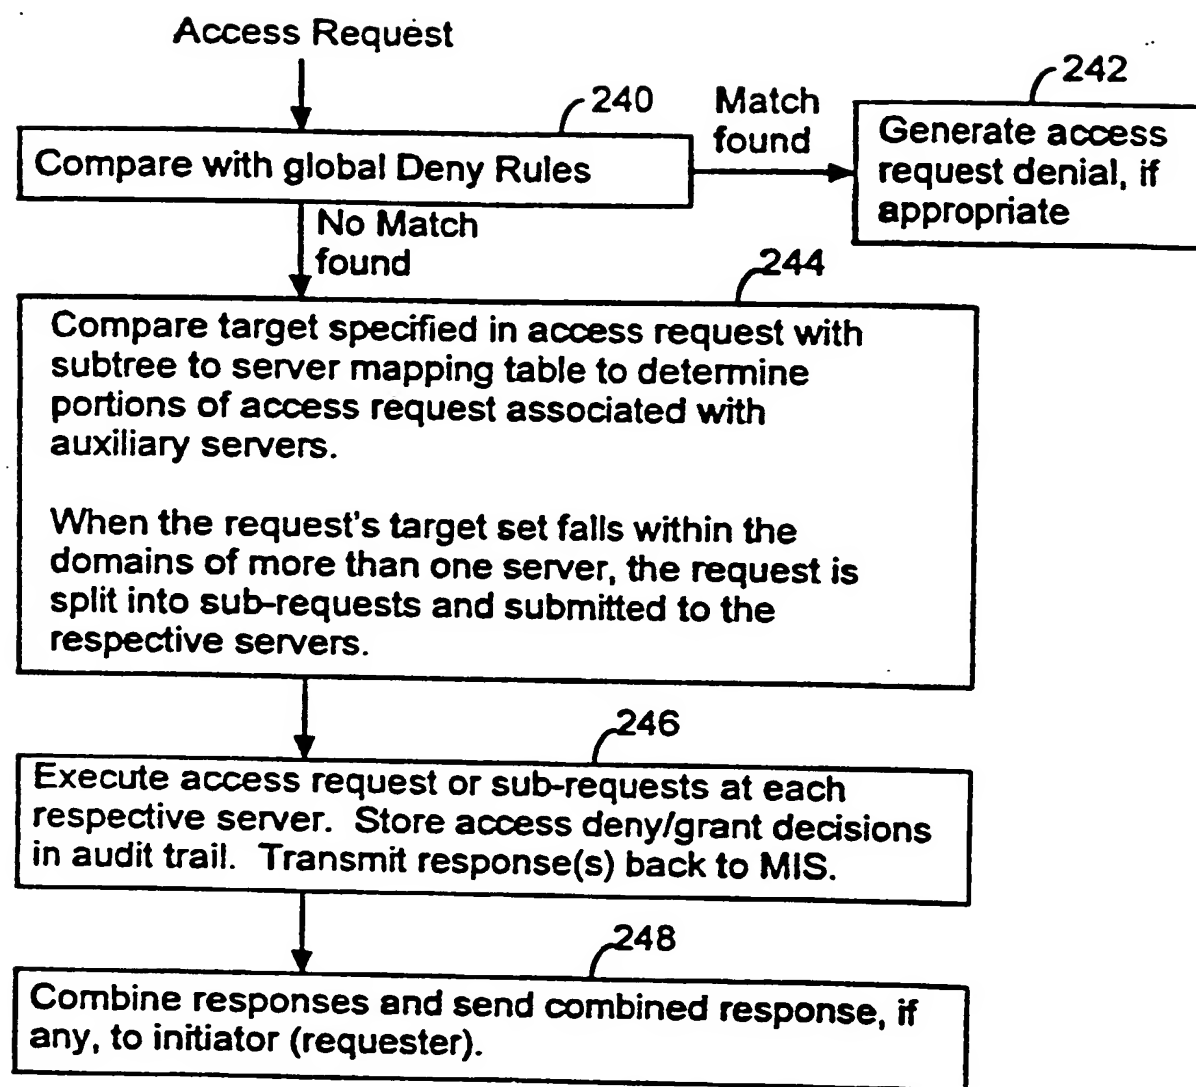 Access Request
240
Match
found
242
Compare with global Deny Rules
Generate access
request denial, if
appropriate
No Match
found
244
Compare target specified in access request with
subtree to server mapping table to determine
portions of access request associated with
auxiliary servers.
When the request's target set falls within the
domains of more than one server, the request is
split into sub-requests and submitted to the
respective servers.
246
Execute access request or sub-requests at each
respective server. Store access deny/grant decisions
in audit trail. Transmit response(s) back to MIS.
248
Combine responses and send combined response, if
any, to initiator (requester).